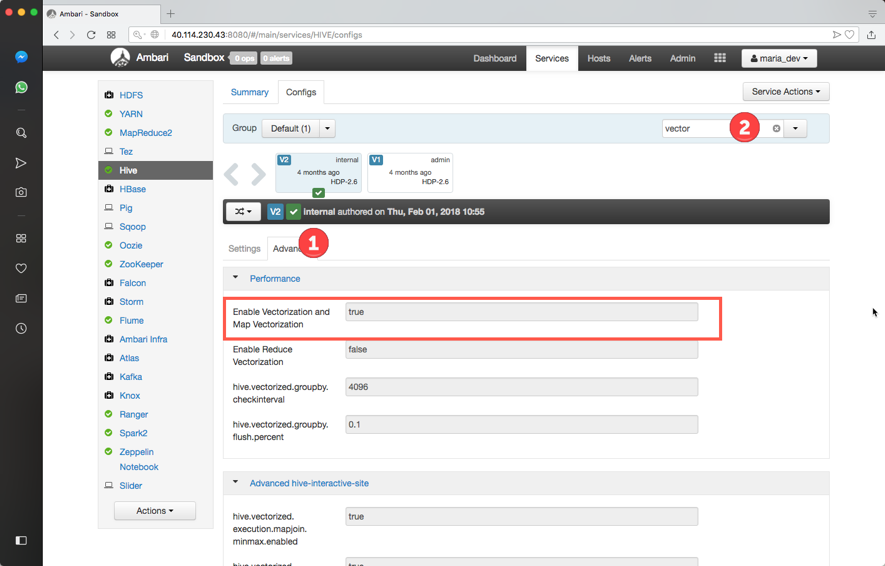 Ambari - Sandbox
40.114.230.43:8080/#/main/services/HIVE/configs
Ambari Sandbox 0 ops 0 alerts Dashboard Services Hosts Alerts Admin maria_dev
HDFS
YARN
MapReduce2
Tez
Hive
HBase
Pig
Sqoop
Oozie
ZooKeeper
Falcon
Storm
Flume
Ambari Infra
Atlas
Kafka
Knox
Ranger
Spark2
Zeppelin
Notebook
Slider
Actions
Summary Configs Service Actions
Group Default (1) vector 2
V2 internal
4 months ago
HDP-2.6
V1 admin
4 months ago
HDP-2.6
V2 internal authored on Thu, Feb 01, 2018 10:55
Settings Advan 1
Performance
Enable Vectorization and
Map Vectorization
true
Enable Reduce
Vectorization
false
hive.vectorized.groupby.
checkinterval
4096
hive.vectorized.groupby.
flush.percent
0.1
Advanced hive-interactive-site
hive.vectorized.
execution.mapjoin.
minmax.enabled
true
hive.vectorized
true